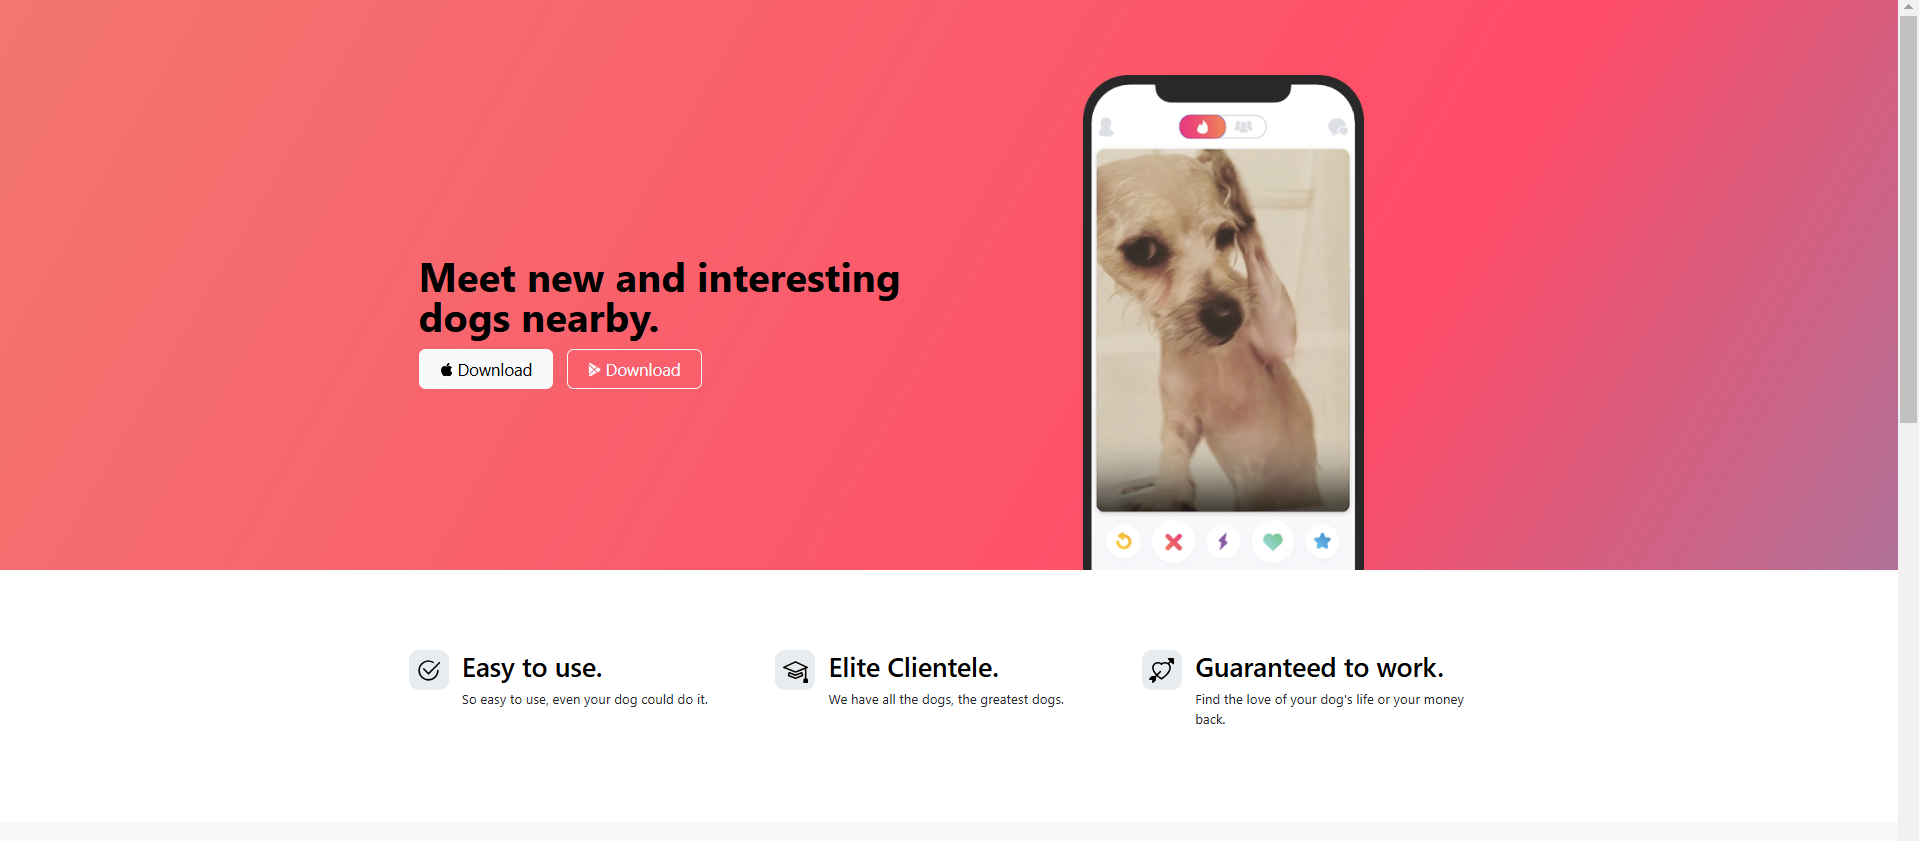 Meet new and interesting
dogs nearby.
Download
Download
Easy to use.
So easy to use, even your dog could do it.
Elite Clientele.
We have all the dogs, the greatest dogs.
Guaranteed to work.
Find the love of your dog's life or your money
back.